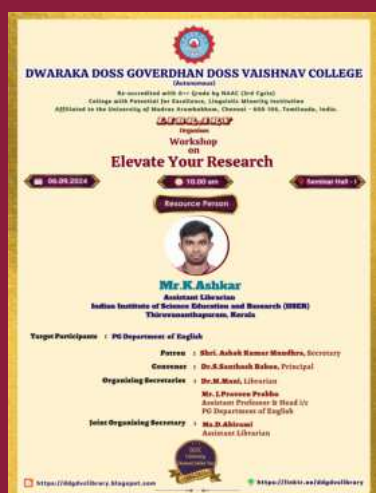 DWARAKA DOSS GOVERDHAN DOSS VAISHNAV COLLEGE
(Autonomous)
Re-accredited with A++ Grade by NAAC (3rd Cycle)
College with Potential for Excellence, Linguistic Minority Institution
Affiliated to the University of Madras Arumbakkam, Chennai - 600 106, Tamilnadu, India.
LIBRARY
Organises
Workshop
on
Elevate Your Research
06.09.2024
10.00 am
Seminar Hall - I
Resource Person
Mr.K.Ashkar
Assistant Librarian
Indian Institute of Science Education and Research (IISER)
Thiruvananthapuram, Kerala
Target Participants : PG Department of English
Patron : Shri. Ashok Kumar Mundhra, Secretary
Convener : Dr.S.Santhosh Baboo, Principal
Organizing Secretaries : Dr.M.Mani, Librarian
Mr. J.Praveen Prabhu
Assistant Professor & Head i/c
PG Department of English
Joint Organizing Secretary : Ms.D.Abirami
Assistant Librarian
https://ddgdvclibrary.blogspot.com
https://linktr.ee/ddgdvclibrary